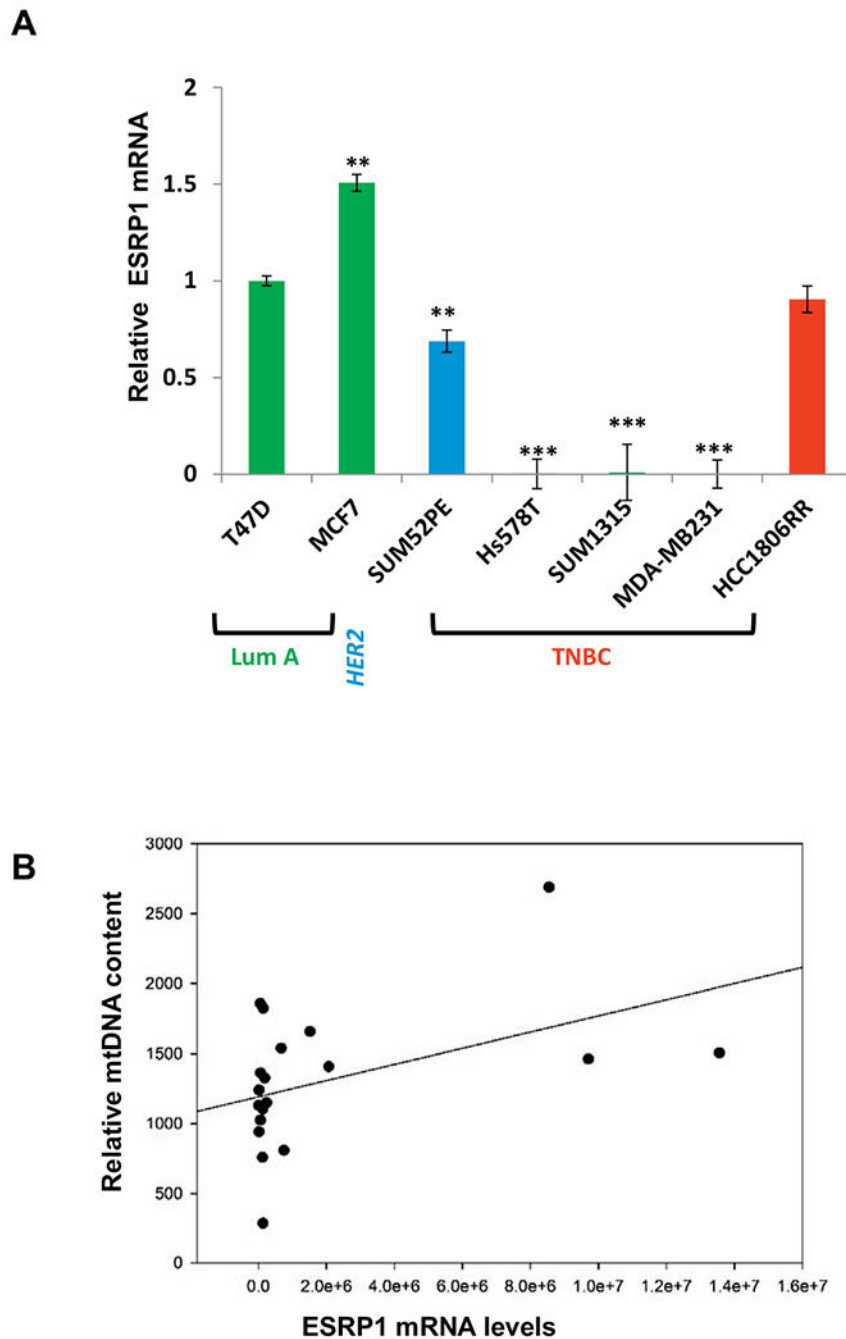 A
Relative ESRP1 mRNA
2
1.5
1
0.5
0
**
**
***
***
***
T47D
MCF7
SUM52PE
Hs578T
SUM1315
MDA-MB231
HCC1806RR
Lum A
HER2
TNBC
B
Relative mtDNA content
3000
2500
2000
1500
1000
500
0
0.0 2.0e+6 4.0e+6 6.0e+6 8.0e+6 1.0e+7 1.2e+7 1.4e+7 1.6e+7
ESRP1 mRNA levels